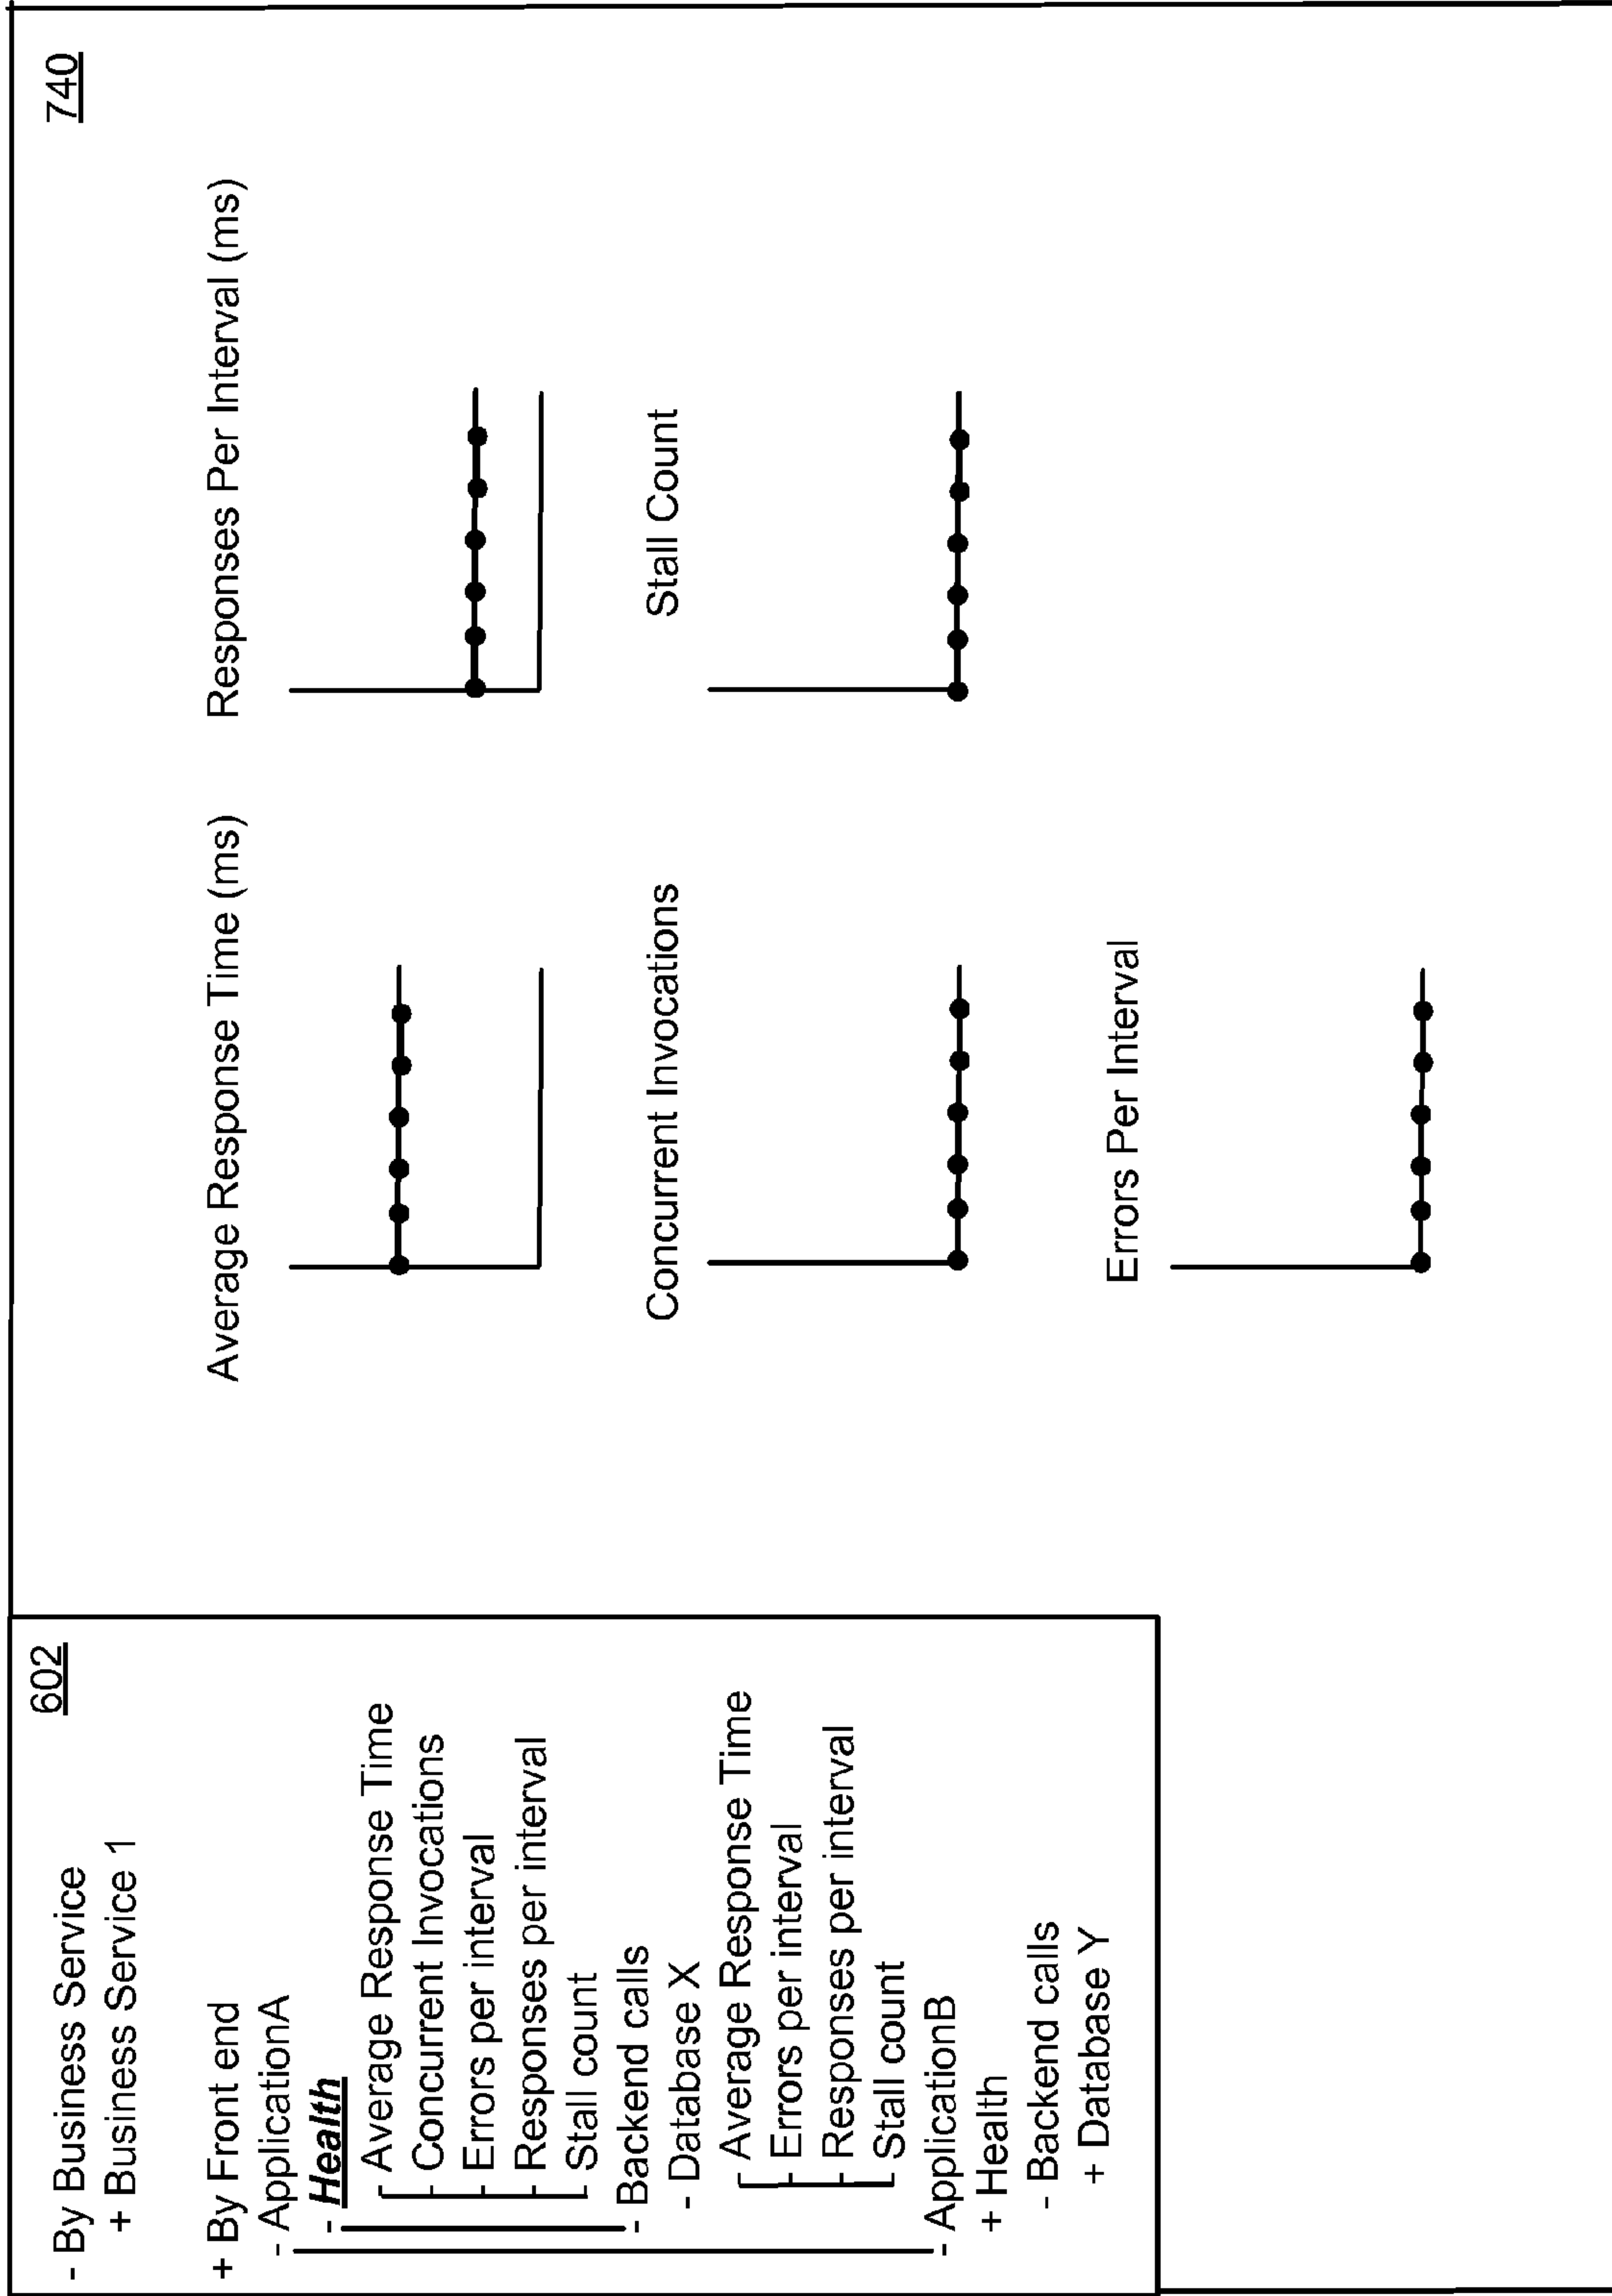 602
- By Business Service
+ Business Service 1
+ By Front end
- ApplicationA
- Health
Average Response Time
Concurrent Invocations
Errors per interval
Responses per interval
Stall count
- Backend calls
- Database X
Average Response Time
Errors per interval
Responses per interval
Stall count
- ApplicationB
+ Health
- Backend calls
+ Database Y
740
Average Response Time (ms)
Responses Per Interval (ms)
Concurrent Invocations
Stall Count
Errors Per Interval